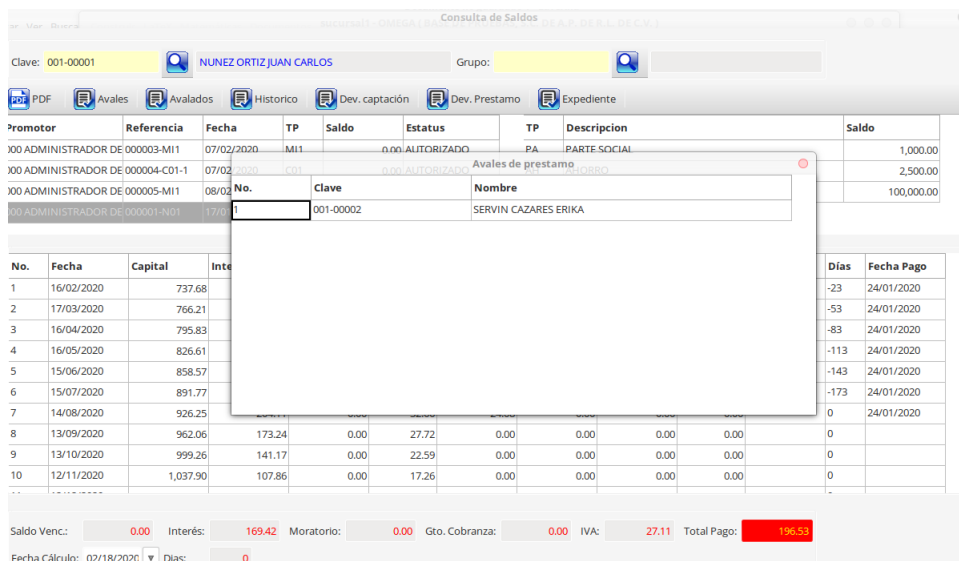 Consulta de Saldos
Clave: 001-00001 NUNEZ ORTIZ JUAN CARLOS Grupo:
PDF PDF Avales Avalados Historico Dev. captación Dev. Prestamo Expediente
Promotor Referencia Fecha TP Saldo Estatus TP Descripcion Saldo
000 ADMINISTRADOR DE 000003-MI1 07/02/2020 MI1 0.00 AUTORIZADO PA PARTE SOCIAL 1,000.00
000 ADMINISTRADOR DE 000004-C01-1 07/02/2020 C01 0.00 AUTORIZADO AH AHORRO 2,500.00
000 ADMINISTRADOR DE 000005-MI1 08/02 100,000.00
000 ADMINISTRADOR DE 000001-N01 17/0
Avales de prestamo
No. Clave Nombre
1 001-00002 SERVIN CAZARES ERIKA
No. Fecha Capital Inte Días Fecha Pago
1 16/02/2020 737.68 -23 24/01/2020
2 17/03/2020 766.21 -53 24/01/2020
3 16/04/2020 795.83 -83 24/01/2020
4 16/05/2020 826.61 -113 24/01/2020
5 15/06/2020 858.57 -143 24/01/2020
6 15/07/2020 891.77 -173 24/01/2020
7 14/08/2020 926.25 0 24/01/2020
8 13/09/2020 962.06 173.24 0.00 27.72 0.00 0.00 0.00 0.00 0
9 13/10/2020 999.26 141.17 0.00 22.59 0.00 0.00 0.00 0.00 0
10 12/11/2020 1,037.90 107.86 0.00 17.26 0.00 0.00 0.00 0.00 0
Saldo Venc.: 0.00 Interés: 169.42 Moratorio: 0.00 Gto. Cobranza: 0.00 IVA: 27.11 Total Pago: 196.53
Fecha Cálculo: 02/18/2020 Dias: 0